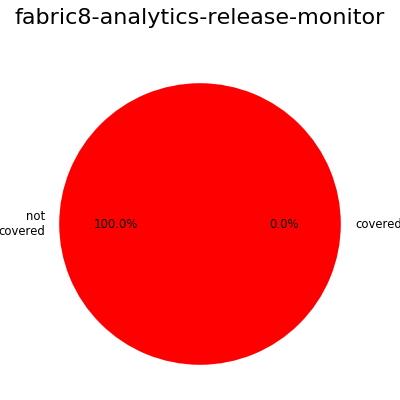 fabric8-analytics-release-monitor
not
covered
100.0%
0.0%
covered